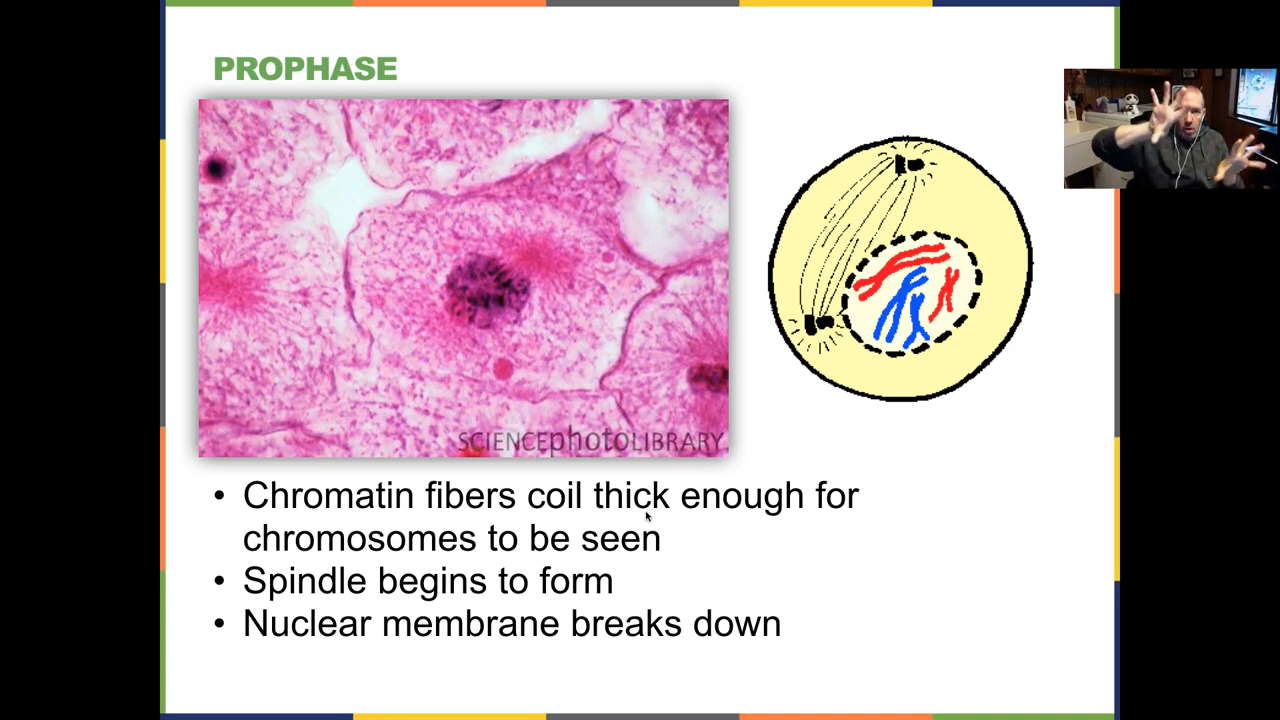 PROPHASE
SCIENCEphotoLIBRARY
• Chromatin fibers coil thick enough for
chromosomes to be seen
• Spindle begins to form
• Nuclear membrane breaks down